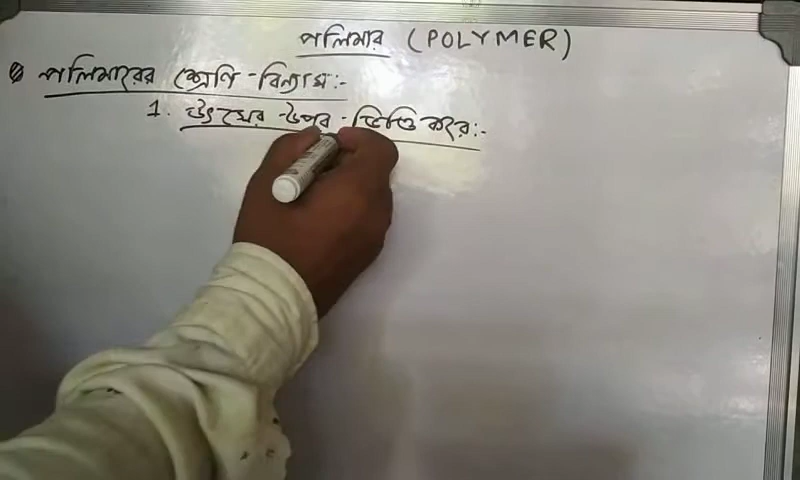 পলিমার (POLYMER)
পলিমারের শ্রেণি-বিন্যাস:-
1. উৎসের উপর ভিত্তি করে:-